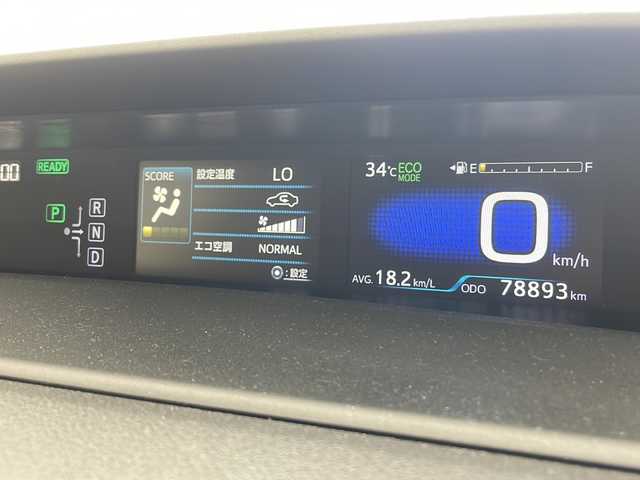 00 READY
P R
N
D
SCORE
設定温度 LO
エコ空調 NORMAL
:設定
34℃ ECO MODE
E F
0 km/h
AVG. 18.2 km/L
ODO 78893 km